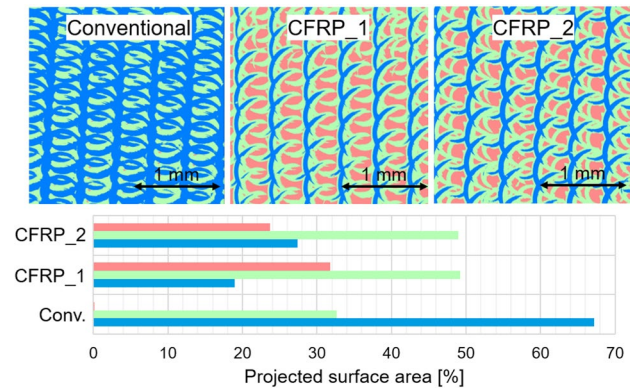 Conventional
CFRP_1
CFRP_2
1 mm
1 mm
1 mm
CFRP_2
CFRP_1
Conv.
0 10 20 30 40 50 60 70
Projected surface area [%]